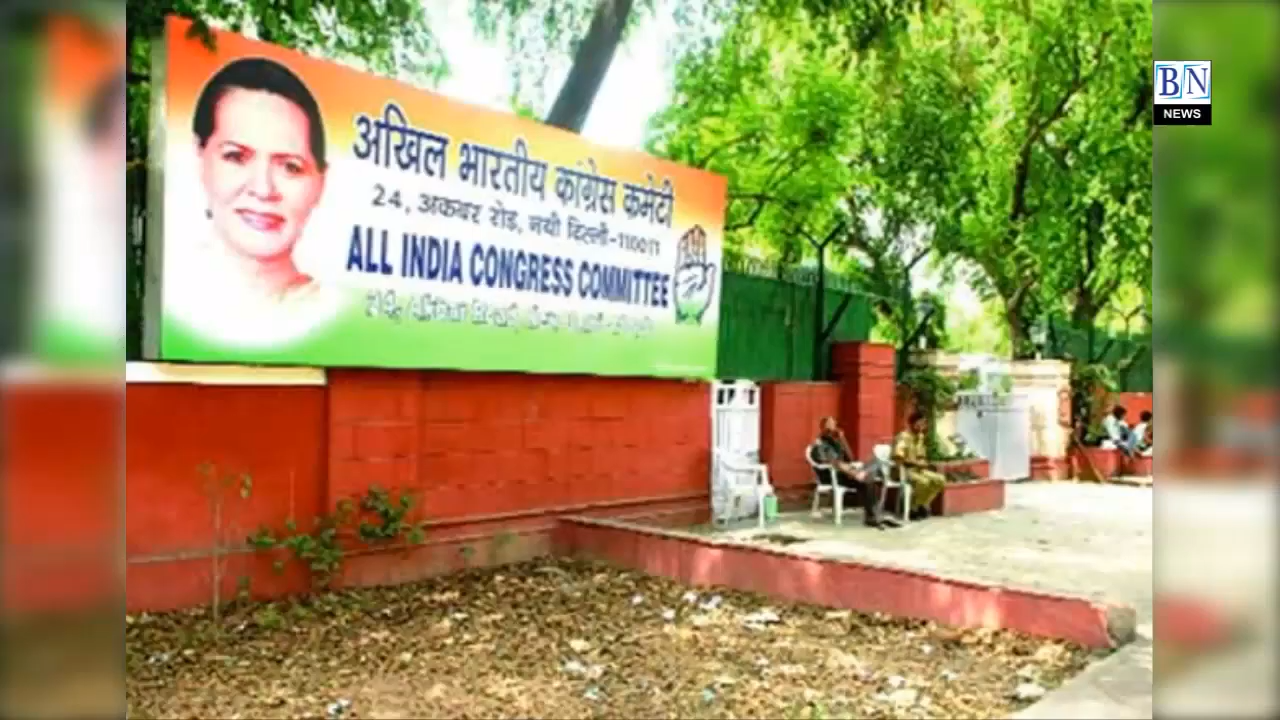 अखिल भारतीय कांग्रेस कमेटी
24, अकबर रोड, नयी दिल्ली-110011
ALL INDIA CONGRESS COMMITTEE
BN
NEWS